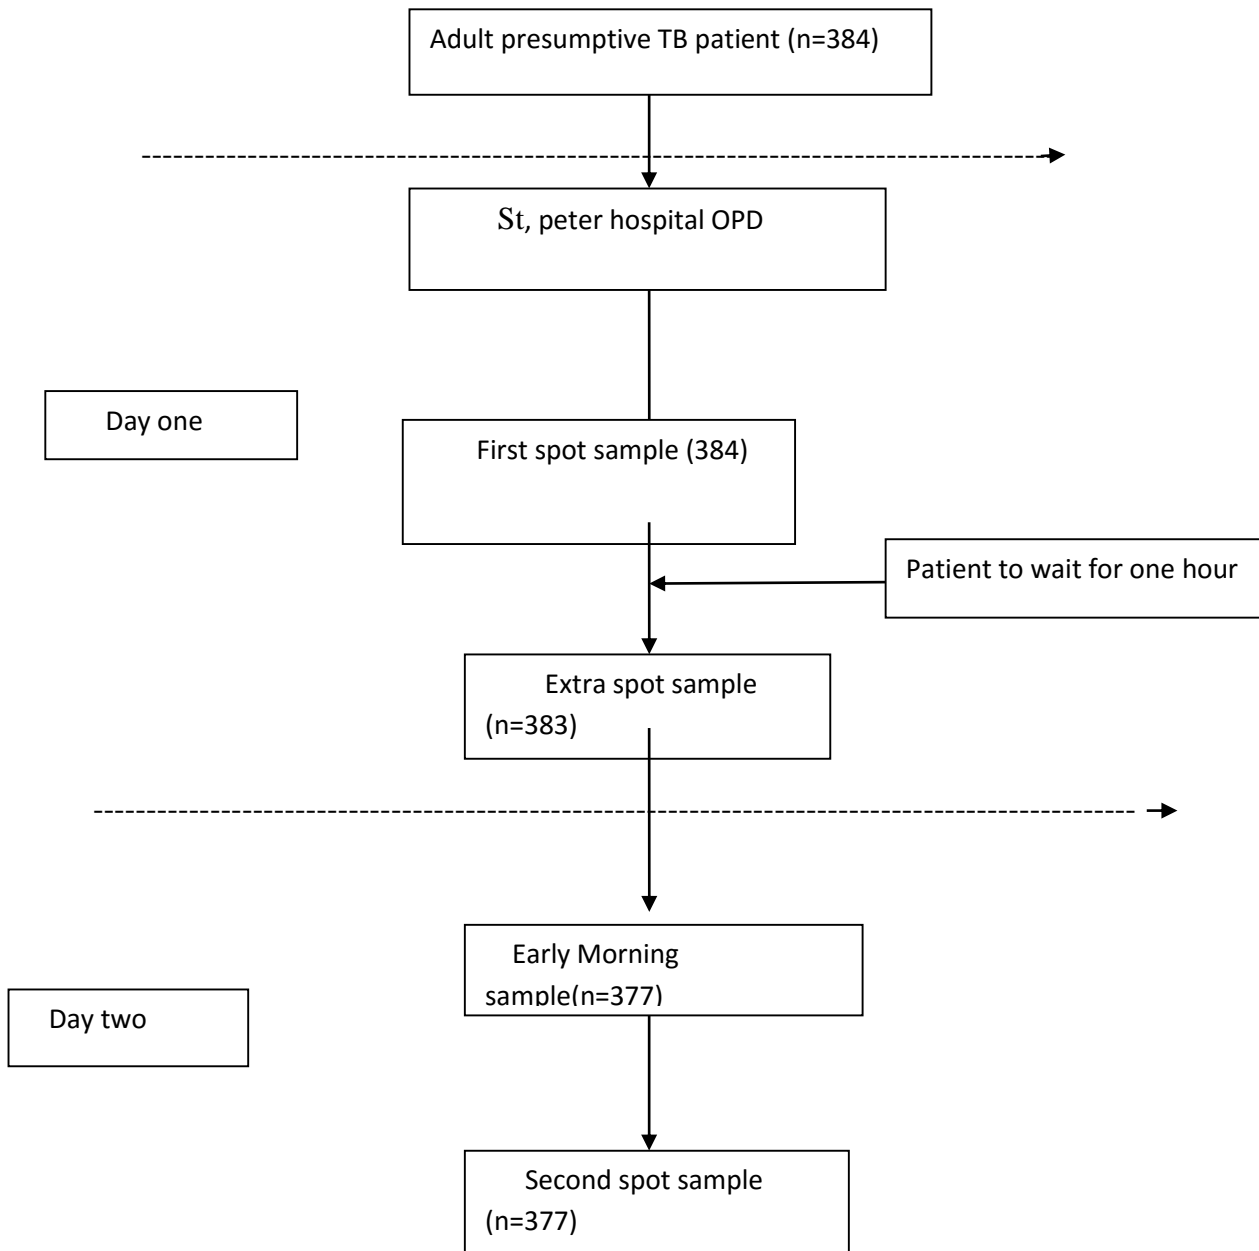 Adult presumptive TB patient (n=384)
St, peter hospital OPD
Day one
First spot sample (384)
Patient to wait for one hour
Extra spot sample
(n=383)
Early Morning
sample(n=377)
Day two
Second spot sample
(n=377)